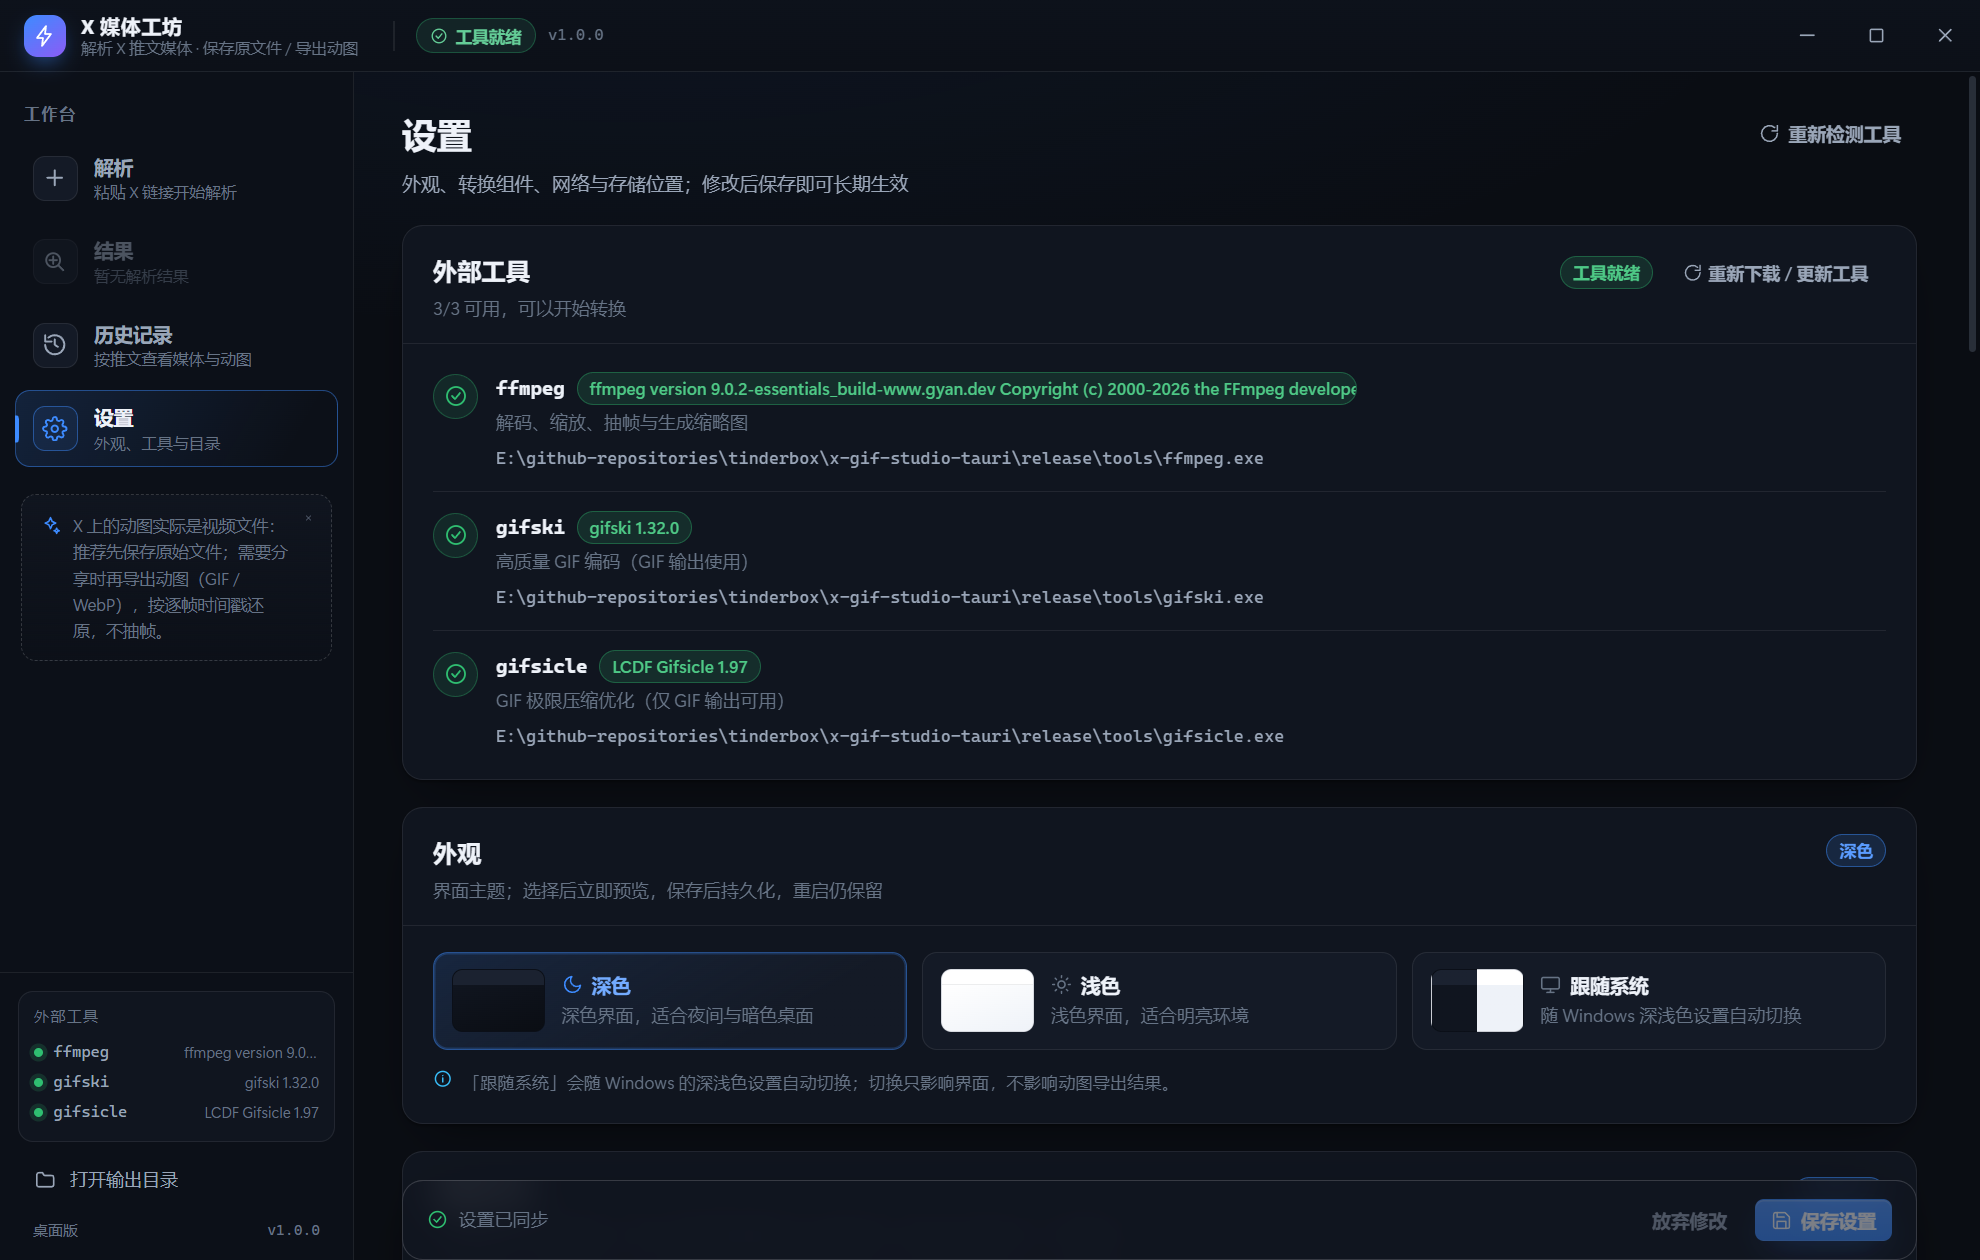 X 媒体工坊
解析 X 推文媒体 · 保存原文件 / 导出动图
工具就绪
v1.0.0
工作台
解析
粘贴 X 链接开始解析
结果
暂无解析结果
历史记录
按推文查看媒体与动图
设置
外观、工具与目录
X 上的动图实际是视频文件：
推荐先保存原始文件；需要分
享时再导出动图（GIF /
WebP），按逐帧时间戳还
原，不抽帧。
外部工具
ffmpeg ffmpeg version 9.0...
gifski gifski 1.32.0
gifsicle LCDF Gifsicle 1.97
打开输出目录
桌面版 v1.0.0
设置
重新检测工具
外观、转换组件、网络与存储位置；修改后保存即可长期生效
外部工具
3/3 可用，可以开始转换
工具就绪
重新下载 / 更新工具
ffmpeg ffmpeg version 9.0.2-essentials_build-www.gyan.dev Copyright (c) 2000-2026 the FFmpeg develope
解码、缩放、抽帧与生成缩略图
E:\github-repositories\tinderbox\x-gif-studio-tauri\release\tools\ffmpeg.exe
gifski gifski 1.32.0
高质量 GIF 编码（GIF 输出使用）
E:\github-repositories\tinderbox\x-gif-studio-tauri\release\tools\gifski.exe
gifsicle LCDF Gifsicle 1.97
GIF 极限压缩优化（仅 GIF 输出可用）
E:\github-repositories\tinderbox\x-gif-studio-tauri\release\tools\gifsicle.exe
外观
深色
界面主题；选择后立即预览，保存后持久化，重启仍保留
深色
深色界面，适合夜间与暗色桌面
浅色
浅色界面，适合明亮环境
跟随系统
随 Windows 深浅色设置自动切换
「跟随系统」会随 Windows 的深浅色设置自动切换；切换只影响界面，不影响动图导出结果。
设置已同步
放弃修改
保存设置